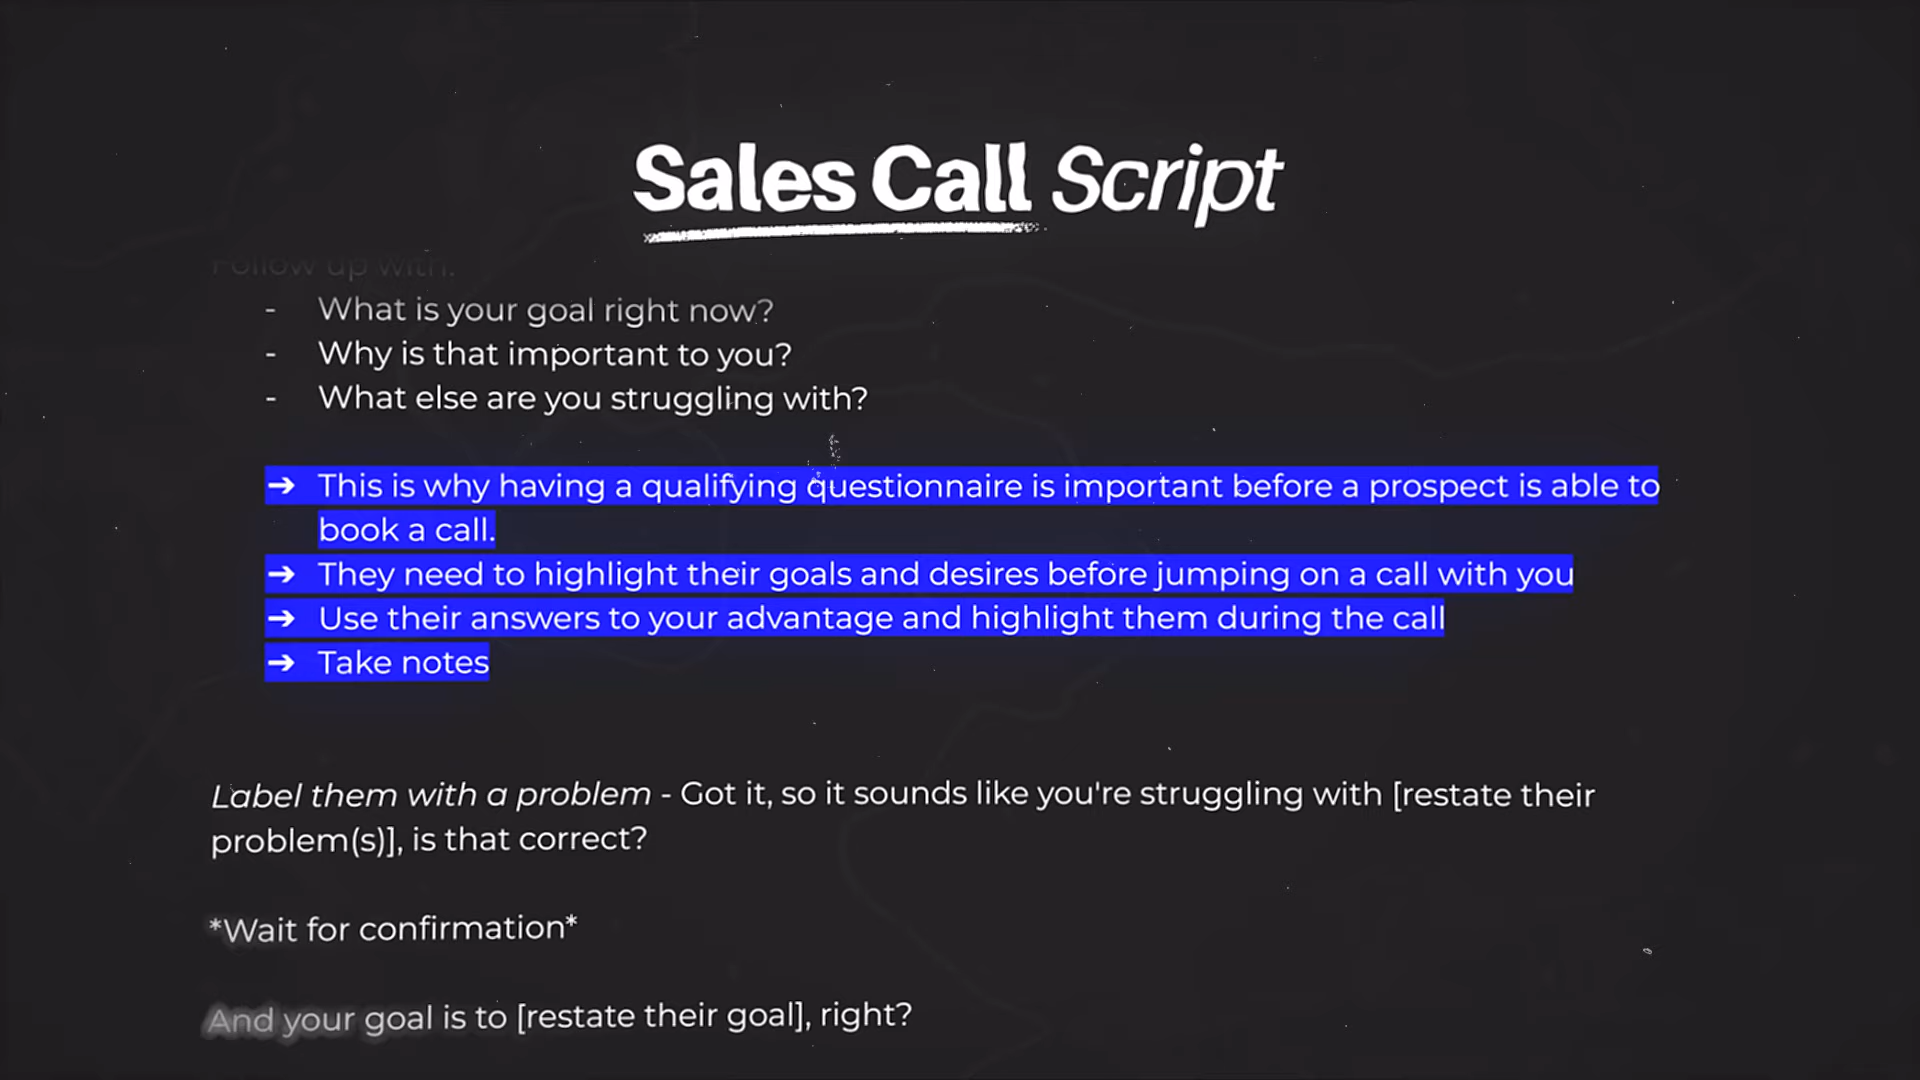 Sales Call Script
Follow up with:
- What is your goal right now?
- Why is that important to you?
- What else are you struggling with?
➔ This is why having a qualifying questionnaire is important before a prospect is able to
book a call.
➔ They need to highlight their goals and desires before jumping on a call with you
➔ Use their answers to your advantage and highlight them during the call
➔ Take notes
Label them with a problem - Got it, so it sounds like you're struggling with [restate their
problem(s)], is that correct?
*Wait for confirmation*
And your goal is to [restate their goal], right?